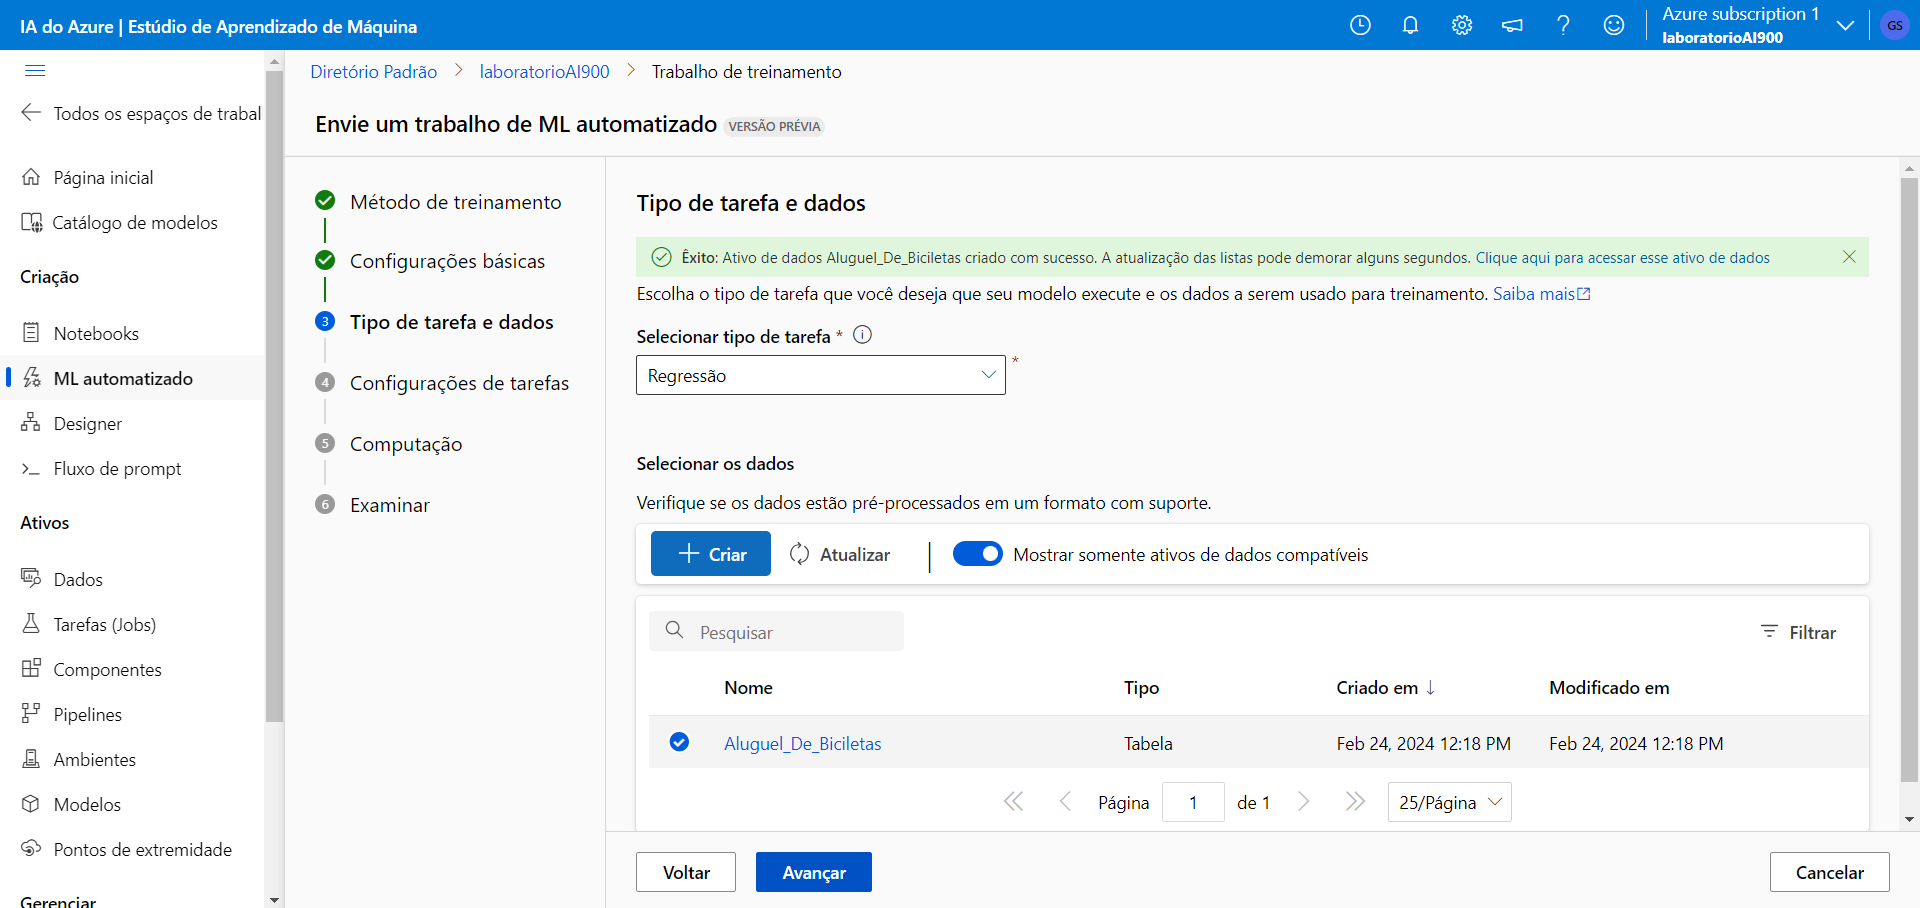 IA do Azure | Estúdio de Aprendizado de Máquina
Azure subscription 1
laboratorioAI900
GS
Todos os espaços de trabal
Página inicial
Catálogo de modelos
Criação
Notebooks
ML automatizado
Designer
Fluxo de prompt
Ativos
Dados
Tarefas (Jobs)
Componentes
Pipelines
Ambientes
Modelos
Pontos de extremidade
Gerenciar
Diretório Padrão > laboratorioAI900 > Trabalho de treinamento
Envie um trabalho de ML automatizado VERSÃO PRÉVIA
Método de treinamento
Configurações básicas
3 Tipo de tarefa e dados
4 Configurações de tarefas
5 Computação
6 Examinar
Tipo de tarefa e dados
Êxito: Ativo de dados Aluguel_De_Biciletas criado com sucesso. A atualização das listas pode demorar alguns segundos. Clique aqui para acessar esse ativo de dados
Escolha o tipo de tarefa que você deseja que seu modelo execute e os dados a serem usado para treinamento. Saiba mais
Selecionar tipo de tarefa *
Regressão *
Selecionar os dados
Verifique se os dados estão pré-processados em um formato com suporte.
Criar Atualizar | Mostrar somente ativos de dados compatíveis
Pesquisar Filtrar
Nome Tipo Criado em ↓ Modificado em
Aluguel_De_Biciletas Tabela Feb 24, 2024 12:18 PM Feb 24, 2024 12:18 PM
Página 1 de 1 25/Página
Voltar Avançar Cancelar